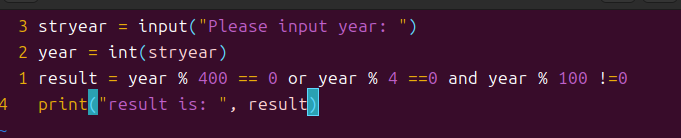 3 stryear = input("Please input year: ")
2 year = int(stryear)
1 result = year % 400 == 0 or year % 4 ==0 and year % 100 !=0
4 print("result is: ", result)
~